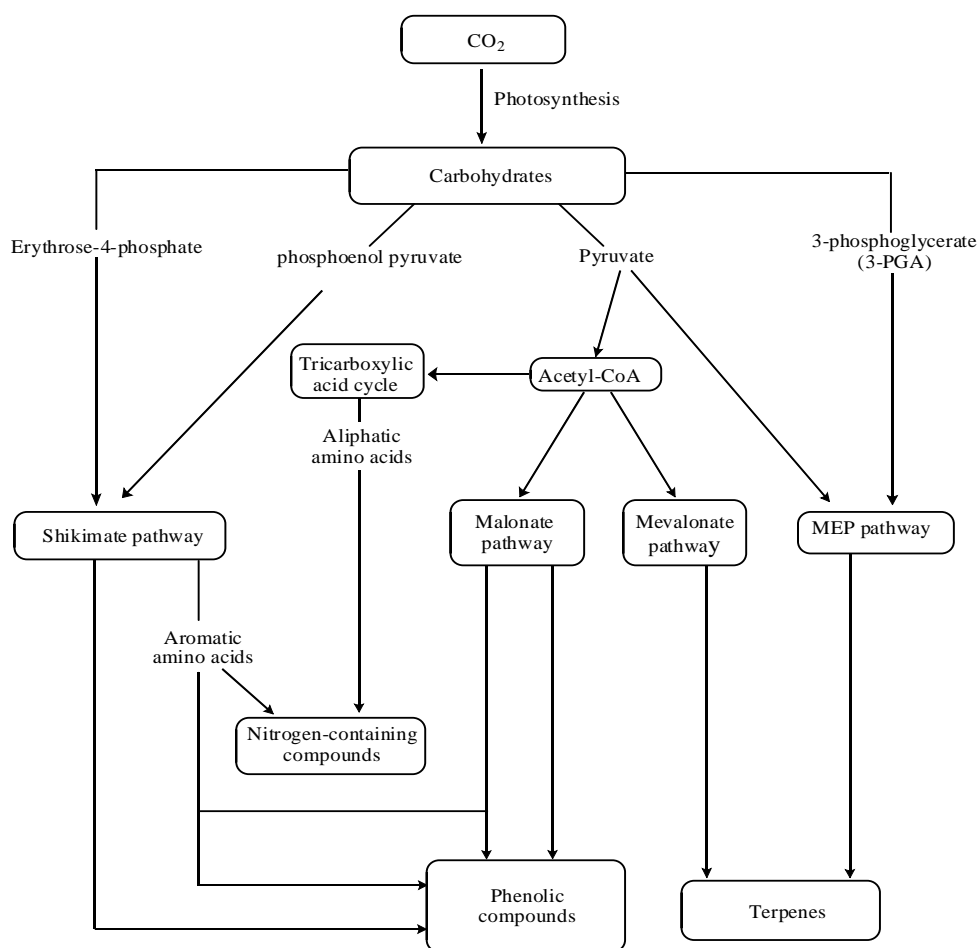 CO₂
Photosynthesis
Carbohydrates
Erythrose-4-phosphate
phosphoenol pyruvate
Pyruvate
3-phosphoglycerate
(3-PGA)
Tricarboxylic
acid cycle
Acetyl-CoA
Aliphatic
amino acids
Shikimate pathway
Malonate
pathway
Mevalonate
pathway
MEP pathway
Aromatic
amino acids
Nitrogen-containing
compounds
Phenolic
compounds
Terpenes